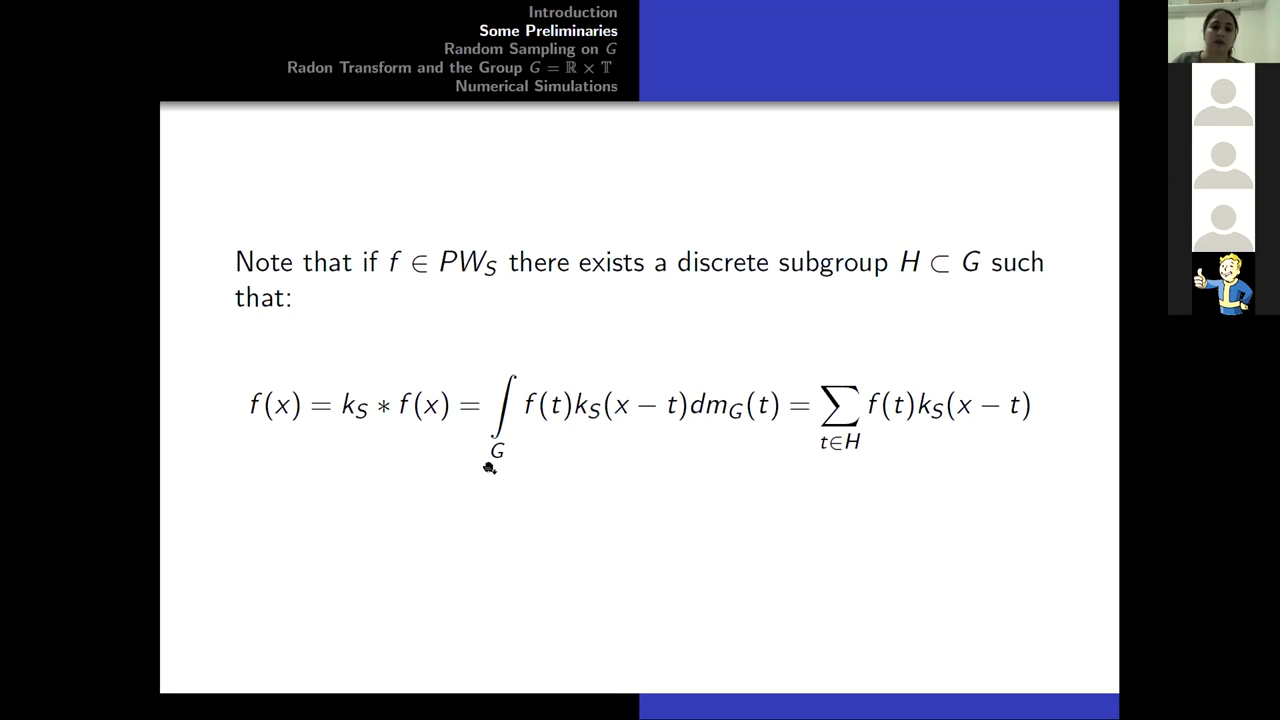 Introduction
Some Preliminaries
Random Sampling on G
Radon Transform and the Group G = ℝ × 𝕋
Numerical Simulations
Note that if f ∈ PW_S there exists a discrete subgroup H ⊂ G such
that:
f(x) = k_S ∗ f(x) = ∫_G f(t)k_S(x − t)dm_G(t) = ∑_{t∈H} f(t)k_S(x − t)